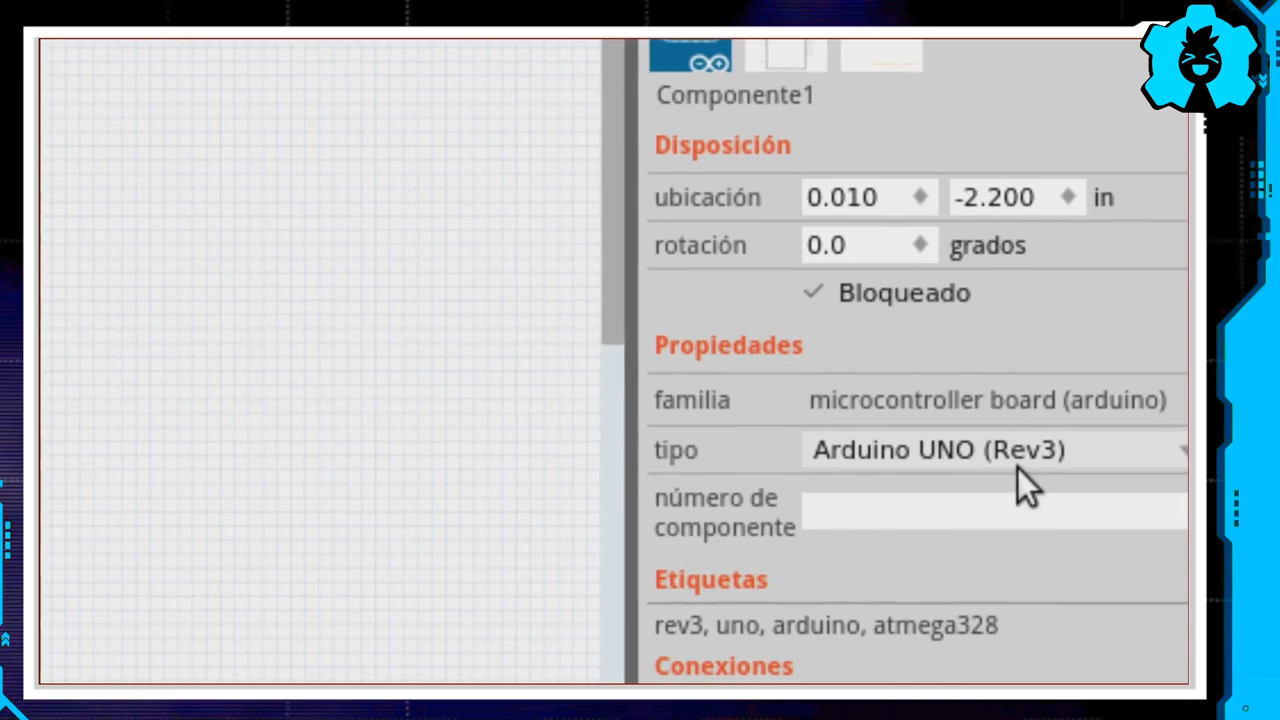 Componente1
Disposición
ubicación 0.010 -2.200 in
rotación 0.0 grados
Bloqueado
Propiedades
familia microcontroller board (arduino)
tipo Arduino UNO (Rev3)
número de
componente
Etiquetas
rev3, uno, arduino, atmega328
Conexiones